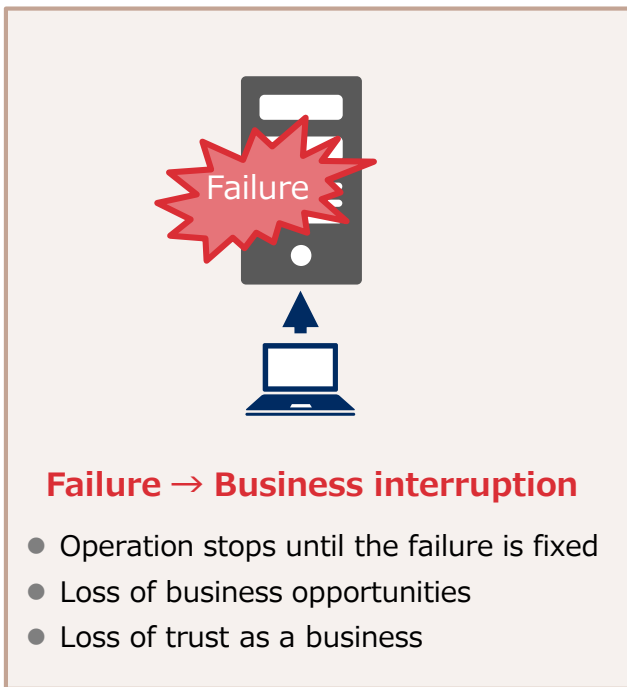 Failure
Failure → Business interruption
● Operation stops until the failure is fixed
● Loss of business opportunities
● Loss of trust as a business